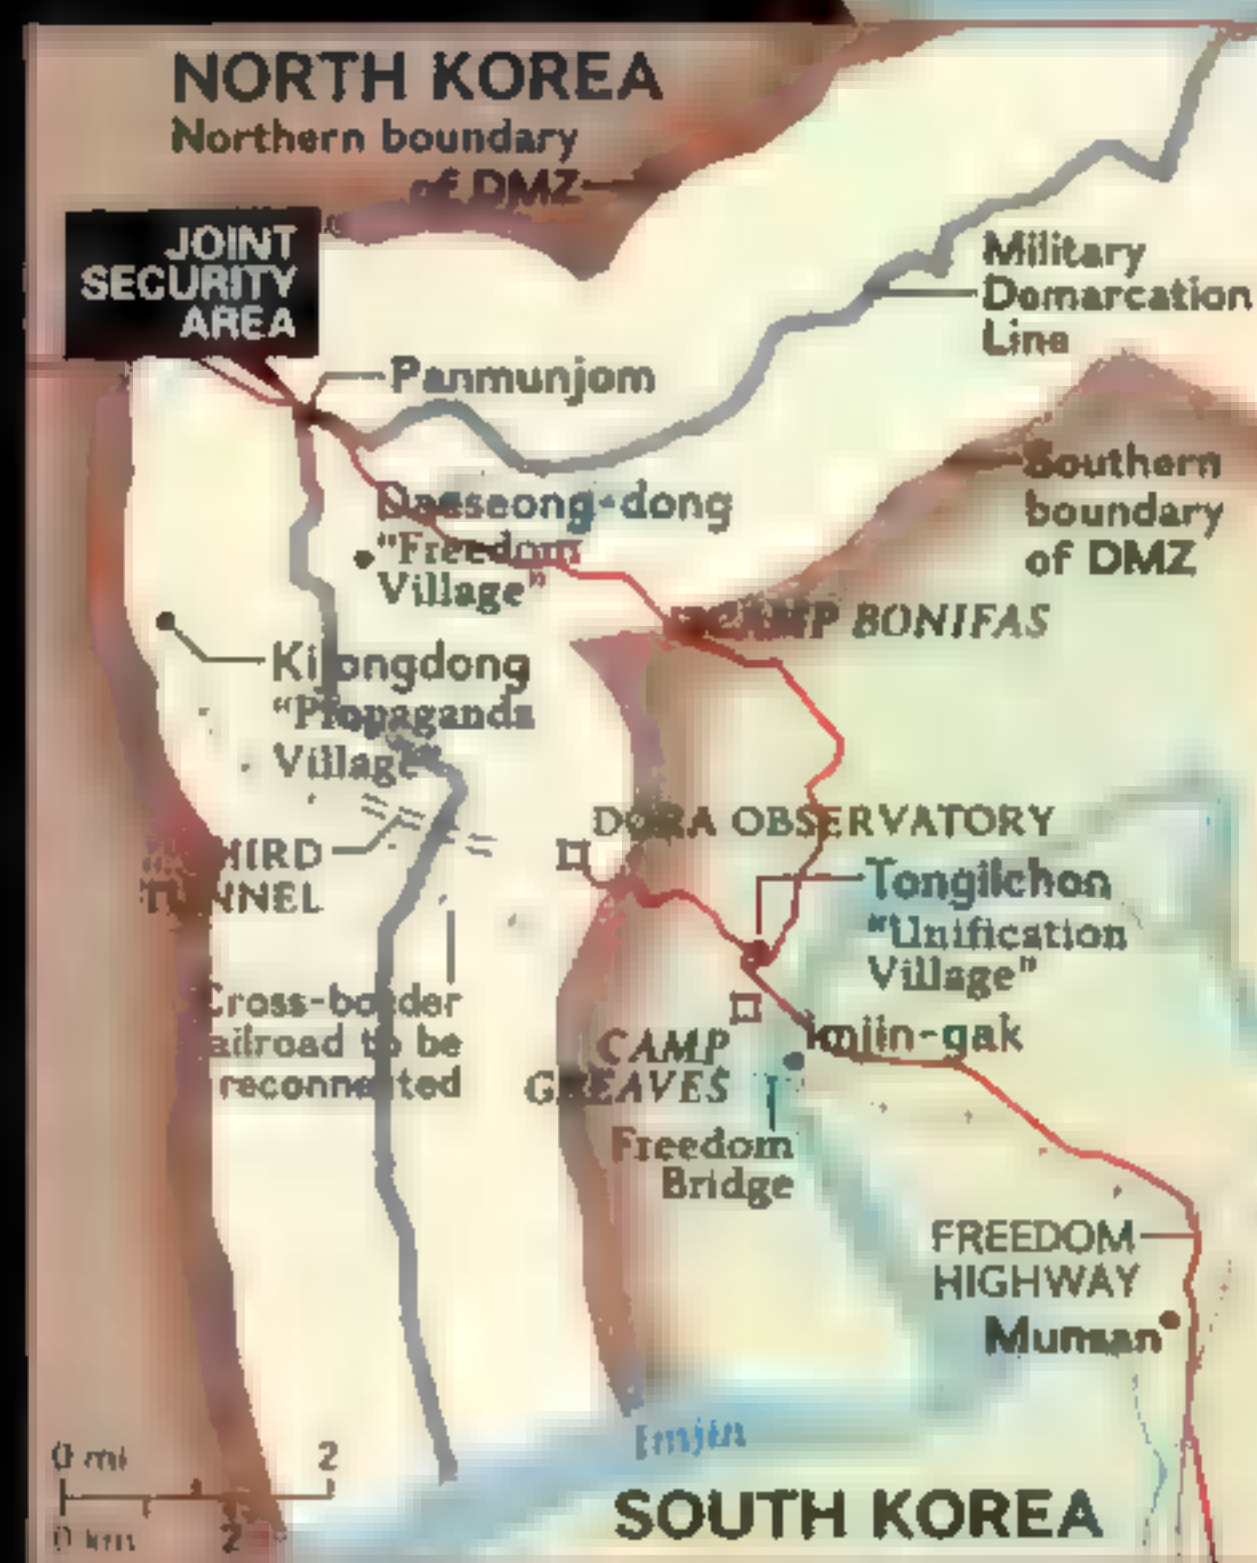 NORTH KOREA
Northern boundary
of DMZ
JOINT
SECURITY
AREA
Military
Demarcation
Line
Panmunjom
Southern
boundary
of DMZ
Daeseong-dong
"Freedom
Village"
CAMP BONIFAS
Kijongdong
"Propaganda
Village"
DORA OBSERVATORY
THIRD
TUNNEL
Tongilchon
"Unification
Village"
Cross-border
railroad to be
reconnected
Imjin-gak
CAMP
GREAVES
Freedom
Bridge
FREEDOM
HIGHWAY
Munsan
Imjin
0 mi 2
0 km 2
SOUTH KOREA